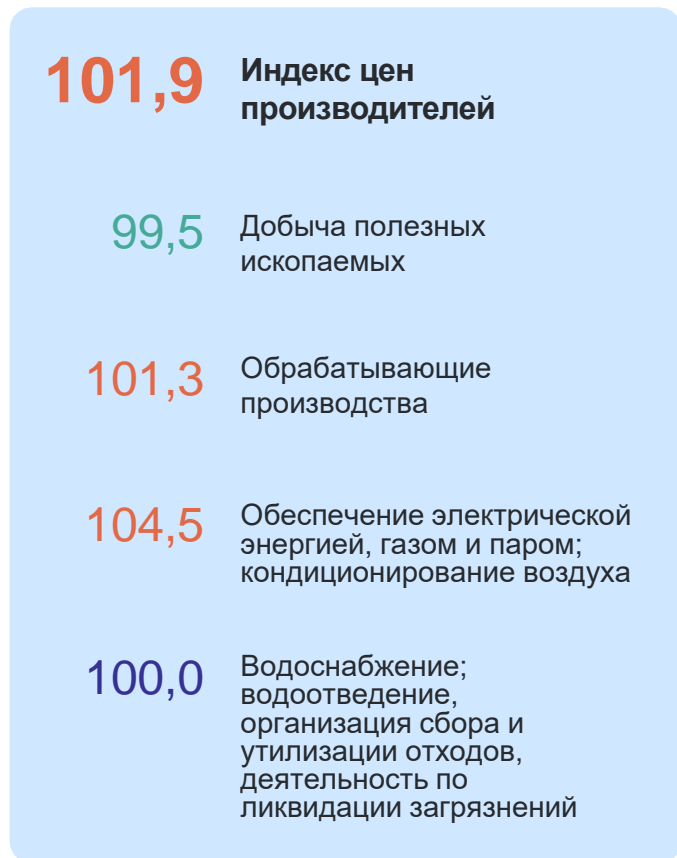 101,9
Индекс цен
производителей
99,5
Добыча полезных
ископаемых
101,3
Обрабатывающие
производства
104,5
Обеспечение электрической
энергией, газом и паром;
кондиционирование воздуха
100,0
Водоснабжение;
водоотведение,
организация сбора и
утилизации отходов,
деятельность по
ликвидации загрязнений